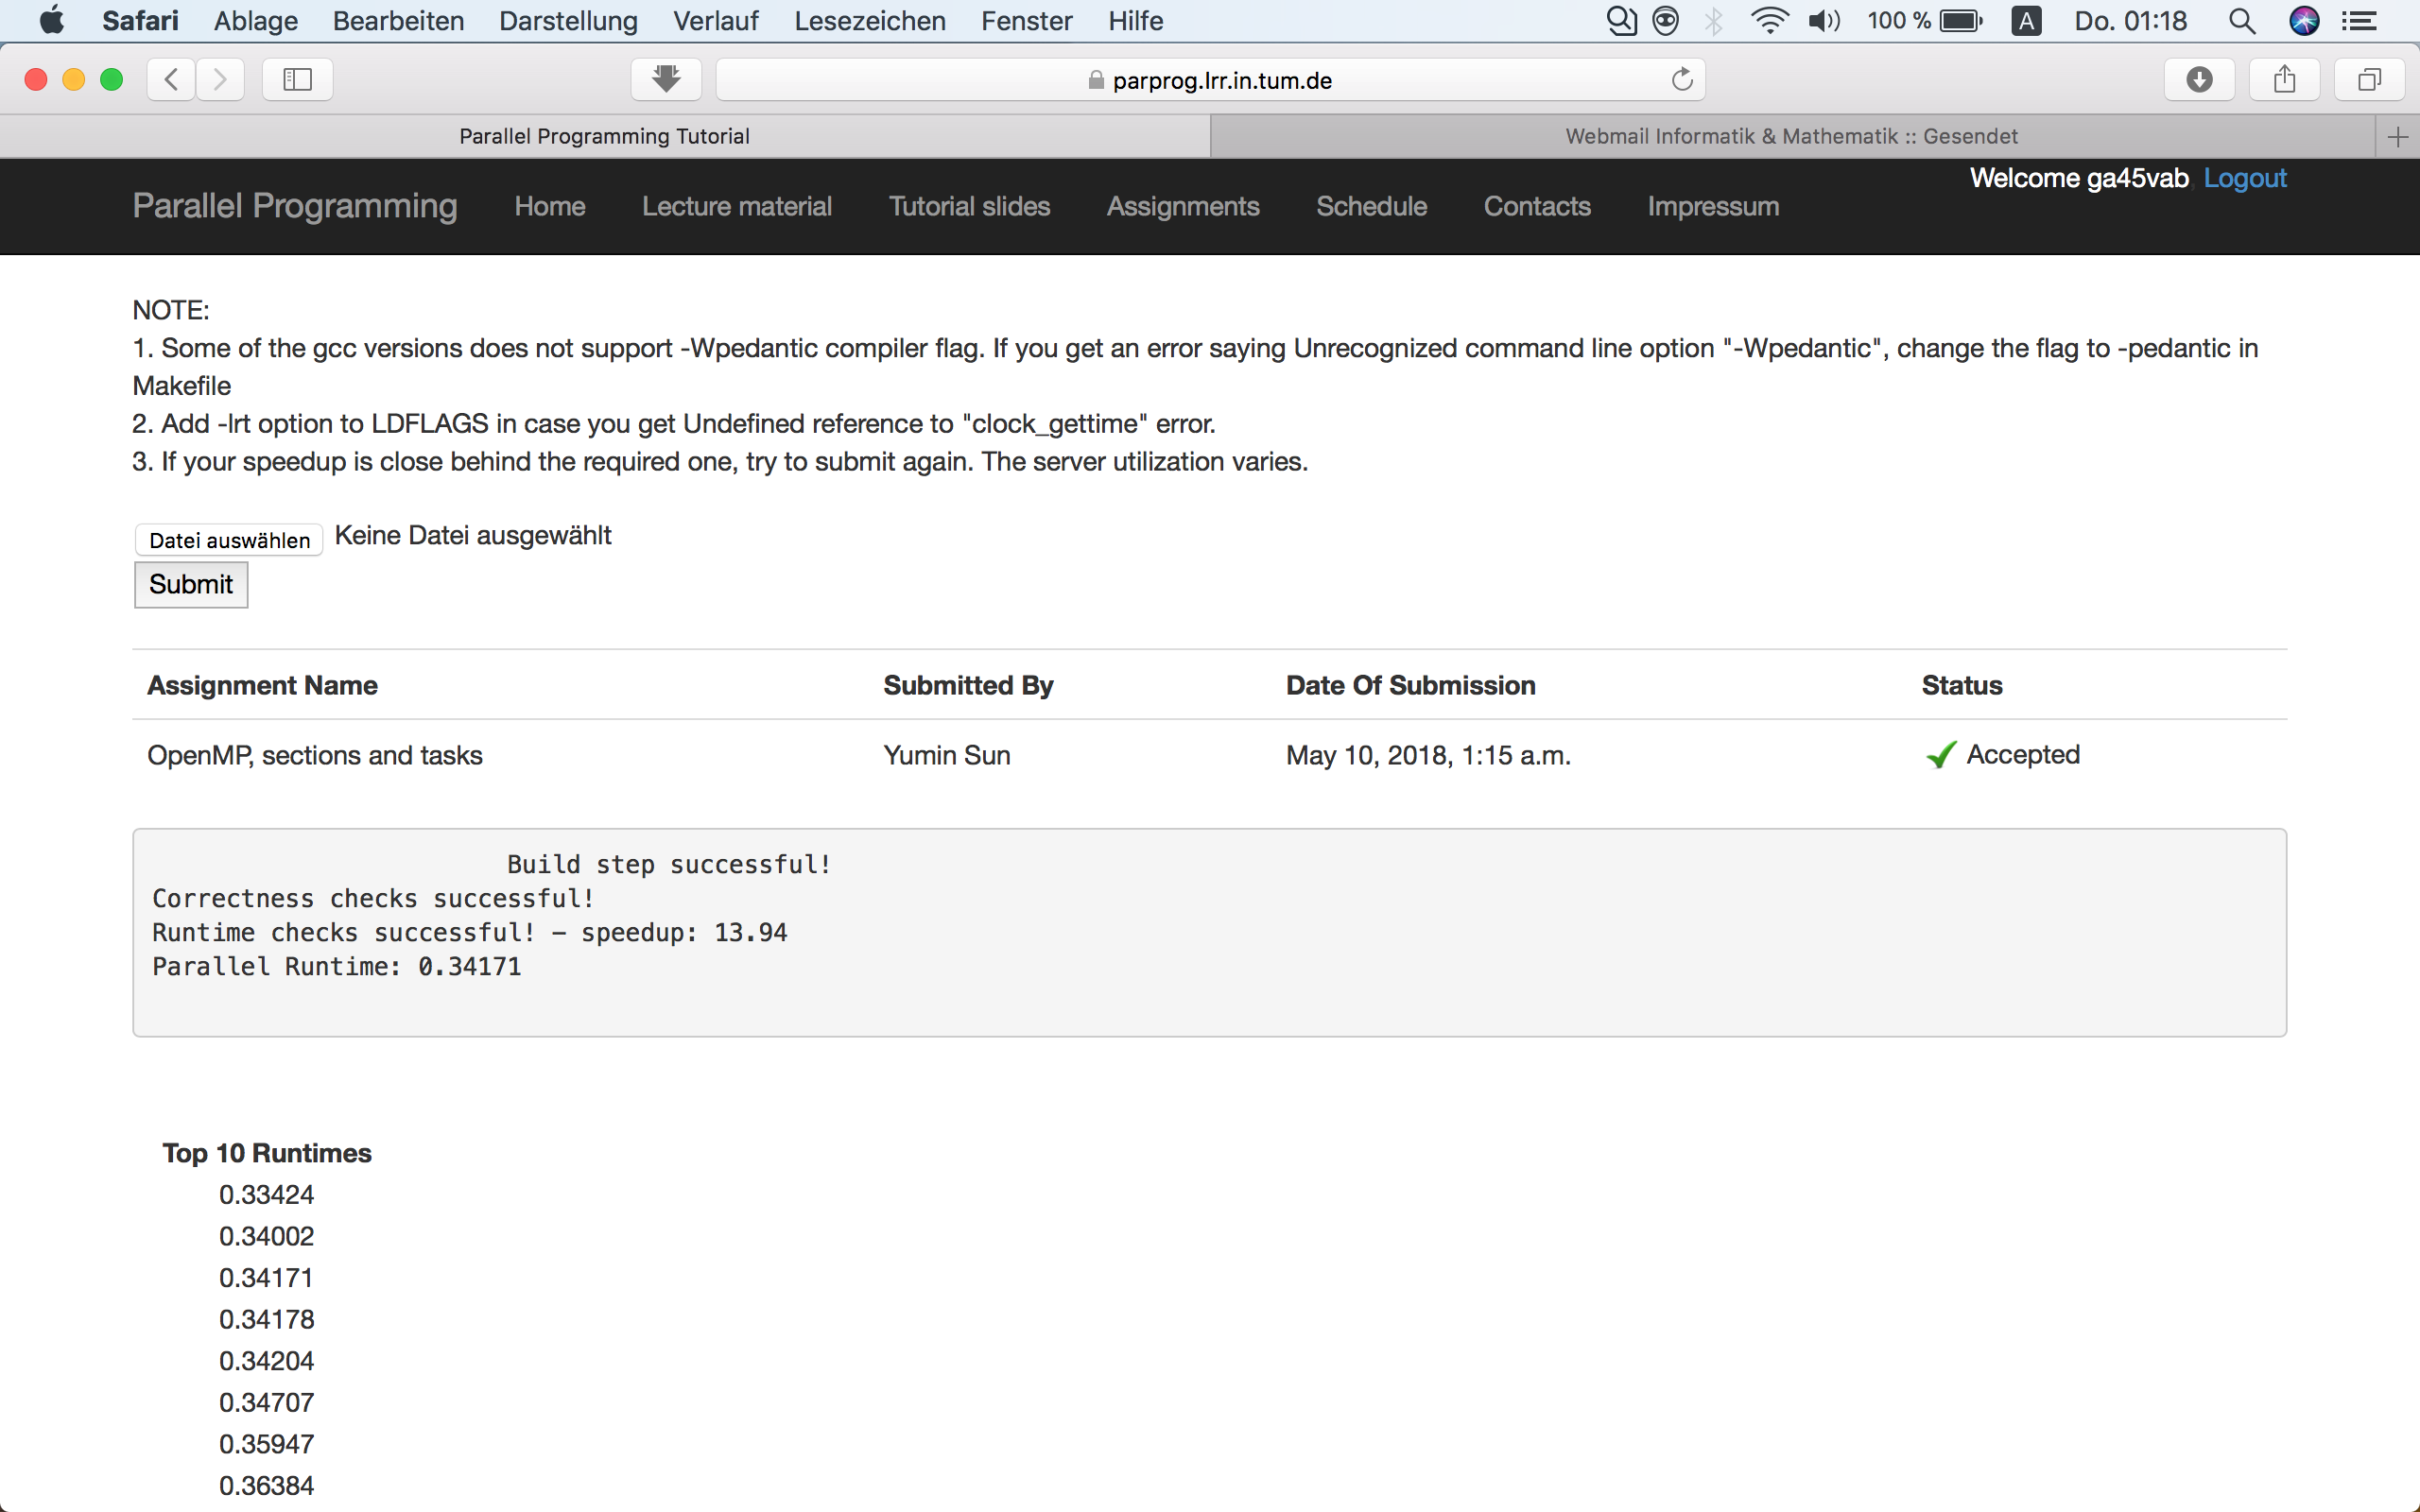 Safari Ablage Bearbeiten Darstellung Verlauf Lesezeichen Fenster Hilfe 100 % A Do. 01:18
parprog.lrr.in.tum.de
Parallel Programming Tutorial
Webmail Informatik & Mathematik :: Gesendet
Welcome ga45vab, Logout
Parallel Programming Home Lecture material Tutorial slides Assignments Schedule Contacts Impressum
NOTE:
1. Some of the gcc versions does not support -Wpedantic compiler flag. If you get an error saying Unrecognized command line option "-Wpedantic", change the flag to -pedantic in
Makefile
2. Add -lrt option to LDFLAGS in case you get Undefined reference to "clock_gettime" error.
3. If your speedup is close behind the required one, try to submit again. The server utilization varies.
Datei auswählen Keine Datei ausgewählt
Submit
Assignment Name Submitted By Date Of Submission Status
OpenMP, sections and tasks Yumin Sun May 10, 2018, 1:15 a.m. Accepted
Build step successful!
Correctness checks successful!
Runtime checks successful! – speedup: 13.94
Parallel Runtime: 0.34171
Top 10 Runtimes
0.33424
0.34002
0.34171
0.34178
0.34204
0.34707
0.35947
0.36384